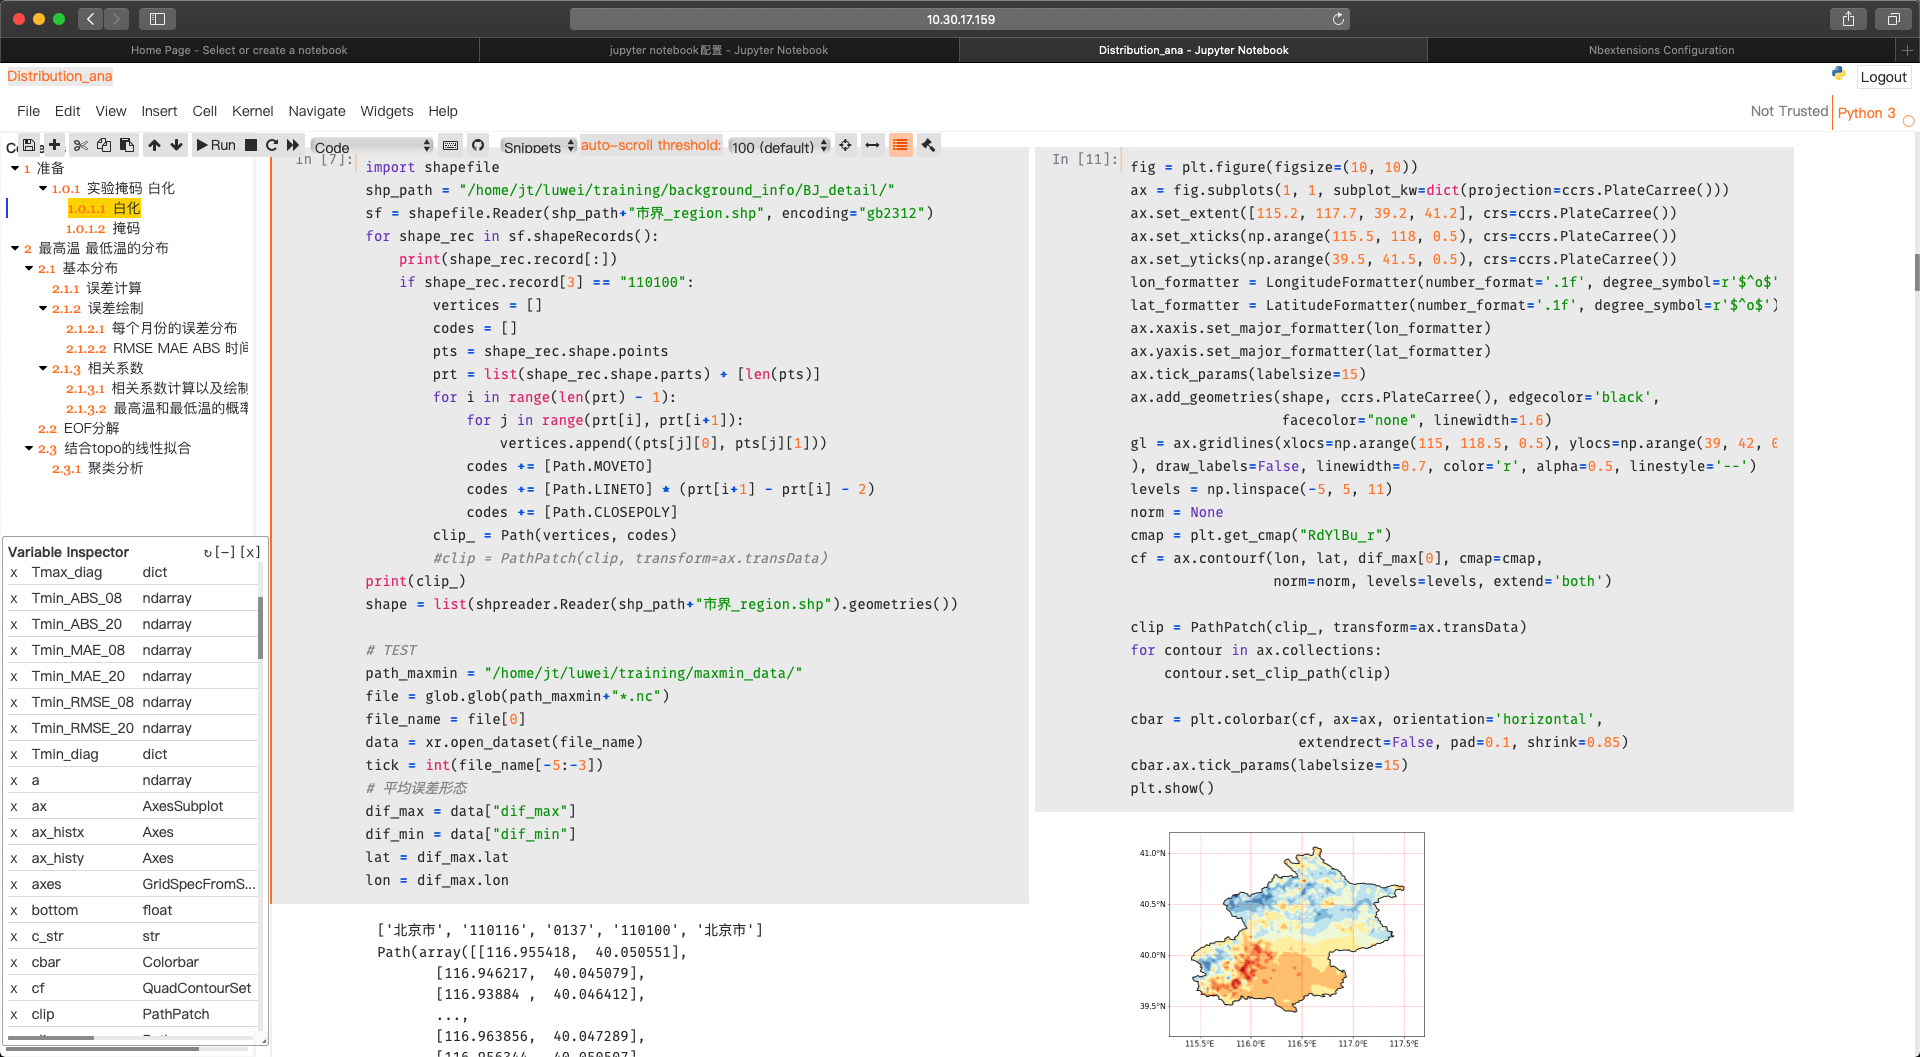 10.30.17.159
Home Page - Select or create a notebook
jupyter notebook配置 - Jupyter Notebook
Distribution_ana - Jupyter Notebook
Nbextensions Configuration
Distribution_ana
Logout
File Edit View Insert Cell Kernel Navigate Widgets Help
Not Trusted
Python 3
Run
Code
Snippets
auto-scroll threshold:
100 (default)
1 准备
1.0.1 实验掩码 白化
1.0.1.1 白化
1.0.1.2 掩码
2 最高温 最低温的分布
2.1 基本分布
2.1.1 误差计算
2.1.2 误差绘制
2.1.2.1 每个月份的误差分布
2.1.2.2 RMSE MAE ABS 时间
2.1.3 相关系数
2.1.3.1 相关系数计算以及绘制
2.1.3.2 最高温和最低温的概率
2.2 EOF分解
2.3 结合topo的线性拟合
2.3.1 聚类分析
Variable Inspector ↻ [−] [x]
x Tmax_diag dict
x Tmin_ABS_08 ndarray
x Tmin_ABS_20 ndarray
x Tmin_MAE_08 ndarray
x Tmin_MAE_20 ndarray
x Tmin_RMSE_08 ndarray
x Tmin_RMSE_20 ndarray
x Tmin_diag dict
x a ndarray
x ax AxesSubplot
x ax_histx Axes
x ax_histy Axes
x axes GridSpecFromS...
x bottom float
x c_str str
x cbar Colorbar
x cf QuadContourSet
x clip PathPatch
In [7]:
import shapefile
shp_path = "/home/jt/luwei/training/background_info/BJ_detail/"
sf = shapefile.Reader(shp_path+"市界_region.shp", encoding="gb2312")
for shape_rec in sf.shapeRecords():
    print(shape_rec.record[:])
    if shape_rec.record[3] == "110100":
        vertices = []
        codes = []
        pts = shape_rec.shape.points
        prt = list(shape_rec.shape.parts) + [len(pts)]
        for i in range(len(prt) - 1):
            for j in range(prt[i], prt[i+1]):
                vertices.append((pts[j][0], pts[j][1]))
            codes += [Path.MOVETO]
            codes += [Path.LINETO] * (prt[i+1] - prt[i] - 2)
            codes += [Path.CLOSEPOLY]
        clip_ = Path(vertices, codes)
        #clip = PathPatch(clip, transform=ax.transData)
print(clip_)
shape = list(shpreader.Reader(shp_path+"市界_region.shp").geometries())
# TEST
path_maxmin = "/home/jt/luwei/training/maxmin_data/"
file = glob.glob(path_maxmin+"*.nc")
file_name = file[0]
data = xr.open_dataset(file_name)
tick = int(file_name[-5:-3])
# 平均误差形态
dif_max = data["dif_max"]
dif_min = data["dif_min"]
lat = dif_max.lat
lon = dif_max.lon
['北京市', '110116', '0137', '110100', '北京市']
Path(array([[116.955418,  40.050551],
       [116.946217,  40.045079],
       [116.93884 ,  40.046412],
       ...,
       [116.963856,  40.047289],
       [116.956344,  40.050507],
In [11]:
fig = plt.figure(figsize=(10, 10))
ax = fig.subplots(1, 1, subplot_kw=dict(projection=ccrs.PlateCarree()))
ax.set_extent([115.2, 117.7, 39.2, 41.2], crs=ccrs.PlateCarree())
ax.set_xticks(np.arange(115.5, 118, 0.5), crs=ccrs.PlateCarree())
ax.set_yticks(np.arange(39.5, 41.5, 0.5), crs=ccrs.PlateCarree())
lon_formatter = LongitudeFormatter(number_format='.1f', degree_symbol=r'$^o$'
lat_formatter = LatitudeFormatter(number_format='.1f', degree_symbol=r'$^o$')
ax.xaxis.set_major_formatter(lon_formatter)
ax.yaxis.set_major_formatter(lat_formatter)
ax.tick_params(labelsize=15)
ax.add_geometries(shape, ccrs.PlateCarree(), edgecolor='black',
                  facecolor="none", linewidth=1.6)
gl = ax.gridlines(xlocs=np.arange(115, 118.5, 0.5), ylocs=np.arange(39, 42, 0
), draw_labels=False, linewidth=0.7, color='r', alpha=0.5, linestyle='--')
levels = np.linspace(-5, 5, 11)
norm = None
cmap = plt.get_cmap("RdYlBu_r")
cf = ax.contourf(lon, lat, dif_max[0], cmap=cmap,
                 norm=norm, levels=levels, extend='both')
clip = PathPatch(clip_, transform=ax.transData)
for contour in ax.collections:
    contour.set_clip_path(clip)
cbar = plt.colorbar(cf, ax=ax, orientation='horizontal',
                    extendrect=False, pad=0.1, shrink=0.85)
cbar.ax.tick_params(labelsize=15)
plt.show()
41.0°N
40.5°N
40.0°N
39.5°N
115.5°E 116.0°E 116.5°E 117.0°E 117.5°E